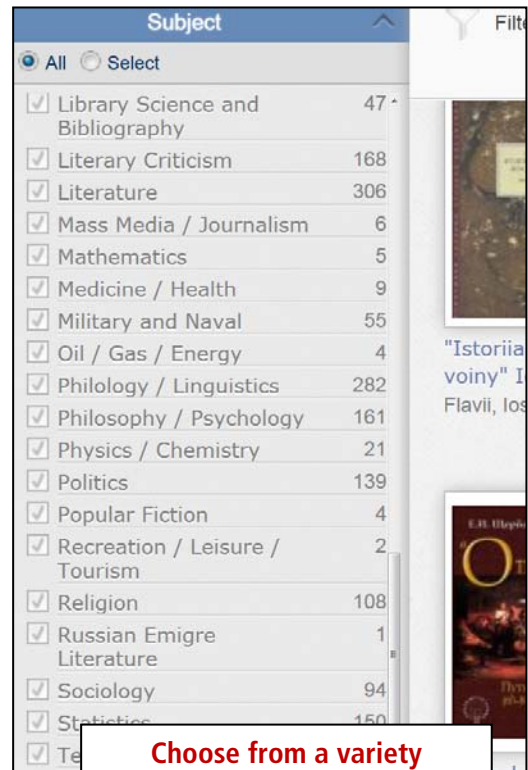 Subject
Filte
All Select
Library Science and 47
Bibliography
Literary Criticism 168
Literature 306
Mass Media / Journalism 6
Mathematics 5
Medicine / Health 9
Military and Naval 55
Oil / Gas / Energy 4
Philology / Linguistics 282
Philosophy / Psychology 161
Physics / Chemistry 21
Politics 139
Popular Fiction 4
Recreation / Leisure / 2
Tourism
Religion 108
Russian Emigre 1
Literature
Sociology 94
Statistics 150
Te
"Istoriia
voiny" I
Flavii, Ios
Choose from a variety